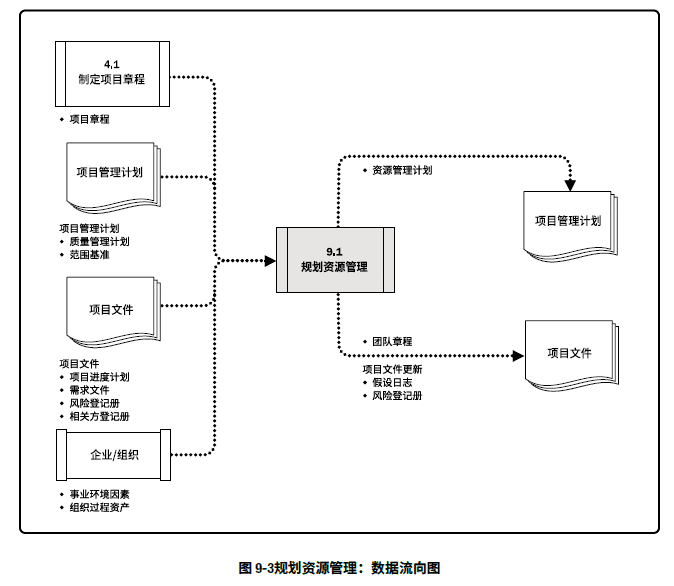 4.1
制定项目章程
◆ 项目章程
项目管理计划
项目管理计划
◆ 质量管理计划
◆ 范围基准
项目文件
项目文件
◆ 项目进度计划
◆ 需求文件
◆ 风险登记册
◆ 相关方登记册
企业/组织
◆ 事业环境因素
◆ 组织过程资产
9.1
规划资源管理
◆ 资源管理计划
项目管理计划
◆ 团队章程
项目文件更新
◆ 假设日志
◆ 风险登记册
项目文件
图 9-3规划资源管理：数据流向图